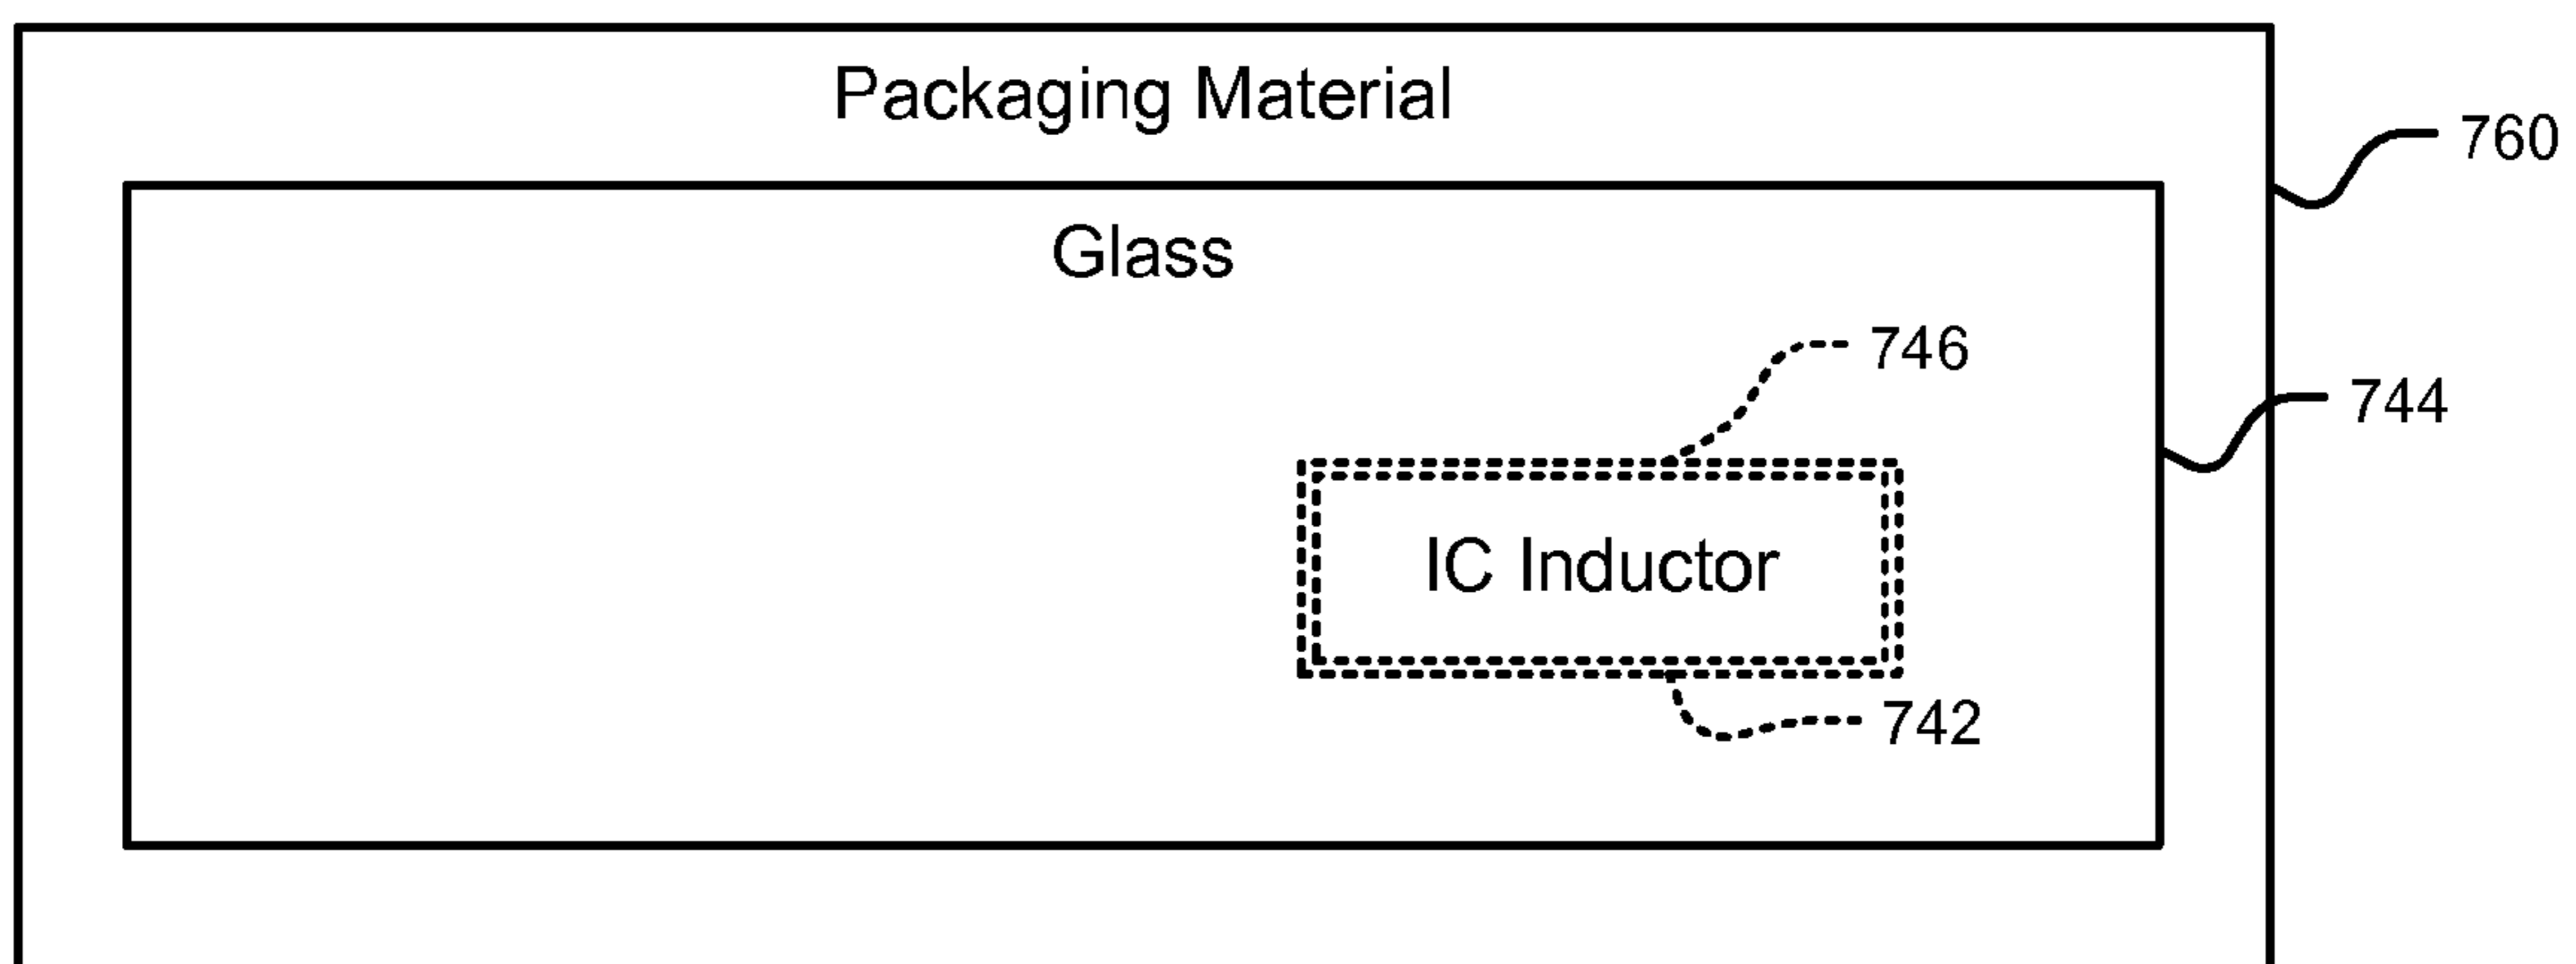 Packaging Material
760
Glass
746
744
IC Inductor
742